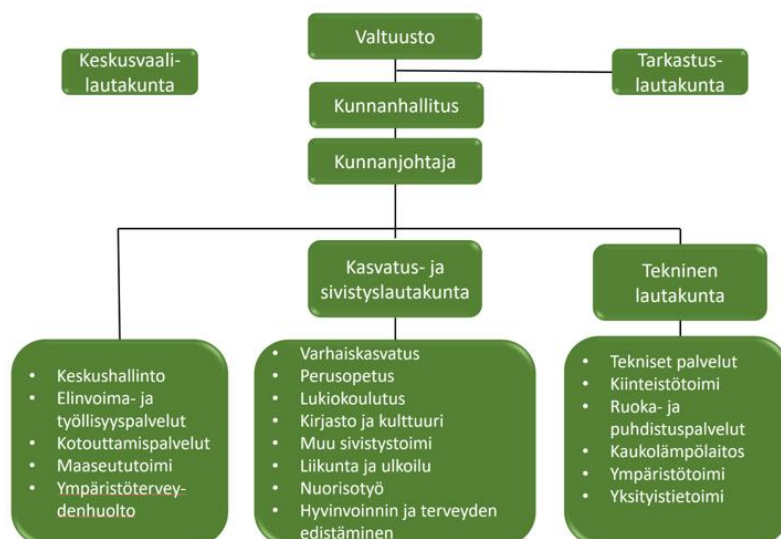 Valtuusto
Keskusvaali-
lautakunta
Tarkastus-
lautakunta
Kunnanhallitus
Kunnanjohtaja
Kasvatus- ja
sivistyslautakunta
Tekninen
lautakunta
• Keskushallinto
• Elinvoima- ja
työllisyyspalvelut
• Kotouttamispalvelut
• Maaseututoimi
• Ympäristötervey-
denhuolto
• Varhaiskasvatus
• Perusopetus
• Lukiokoulutus
• Kirjasto ja kulttuuri
• Muu sivistystoimi
• Liikunta ja ulkoilu
• Nuorisotyö
• Hyvinvoinnin ja terveyden
edistäminen
• Tekniset palvelut
• Kiinteistötoimi
• Ruoka- ja
puhdistuspalvelut
• Kaukolämpölaitos
• Ympäristötoimi
• Yksityistietoimi